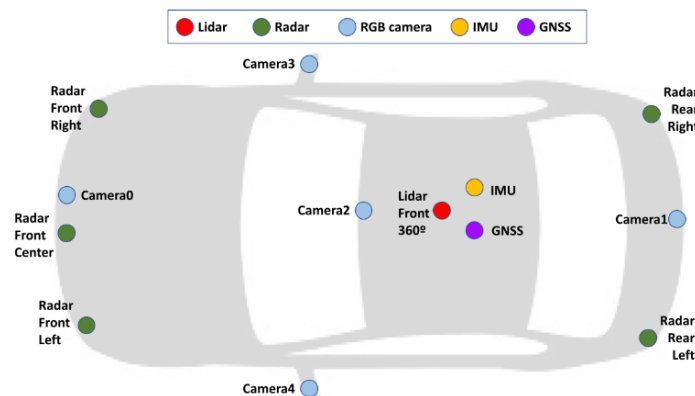 Lidar Radar RGB camera IMU GNSS
Camera3
Radar
Front
Right
Radar
Rear
Right
Camera0
Camera2
Lidar
Front
360º
IMU
GNSS
Camera1
Radar
Front
Center
Radar
Front
Left
Radar
Rear
Left
Camera4